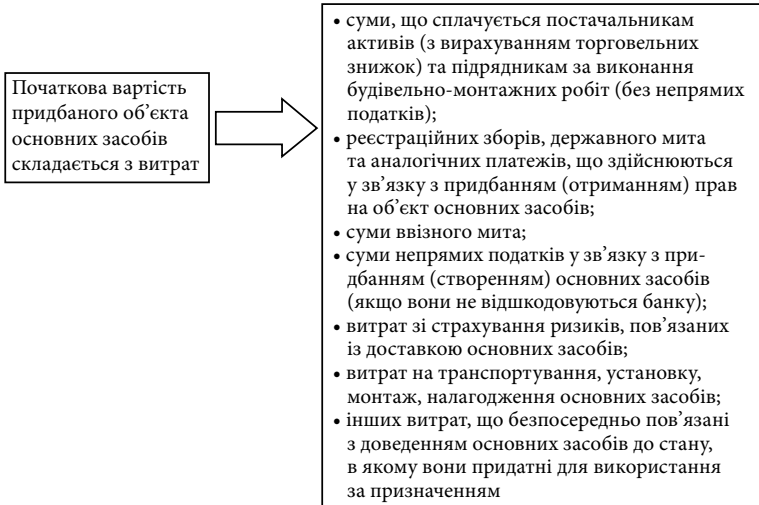 Початкова вартість
придбаного об’єкта
основних засобів
складається з витрат
• суми, що сплачується постачальникам
активів (з вирахуванням торговельних
знижок) та підрядникам за виконання
будівельно-монтажних робіт (без непрямих
податків);
• реєстраційних зборів, державного мита
та аналогічних платежів, що здійснюються
у зв’язку з придбанням (отриманням) прав
на об’єкт основних засобів;
• суми ввізного мита;
• суми непрямих податків у зв’язку з при-
дбанням (створенням) основних засобів
(якщо вони не відшкодовуються банку);
• витрат зі страхування ризиків, пов’язаних
із доставкою основних засобів;
• витрат на транспортування, установку,
монтаж, налагодження основних засобів;
• інших витрат, що безпосередньо пов’язані
з доведенням основних засобів до стану,
в якому вони придатні для використання
за призначенням